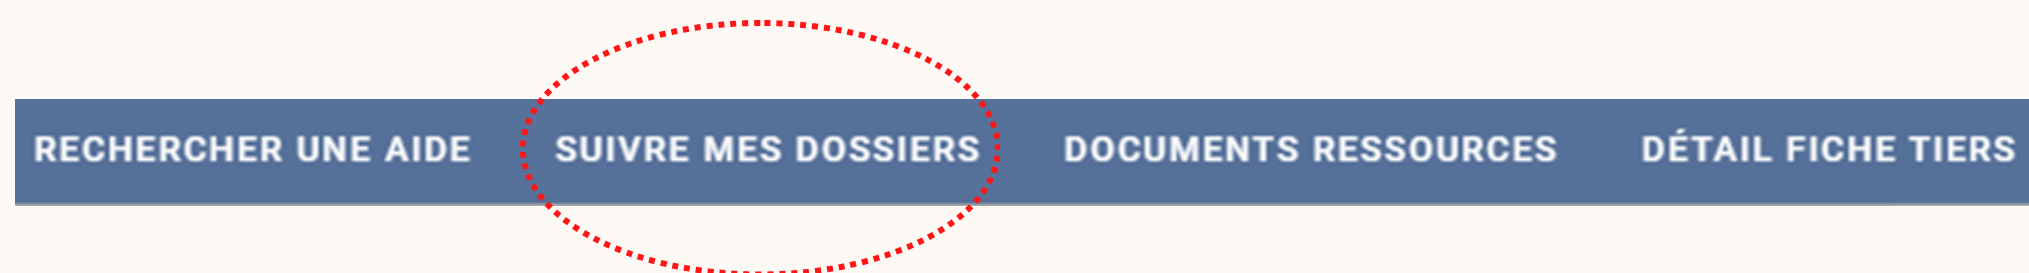 RECHERCHER UNE AIDE SUIVRE MES DOSSIERS DOCUMENTS RESSOURCES DÉTAIL FICHE TIERS